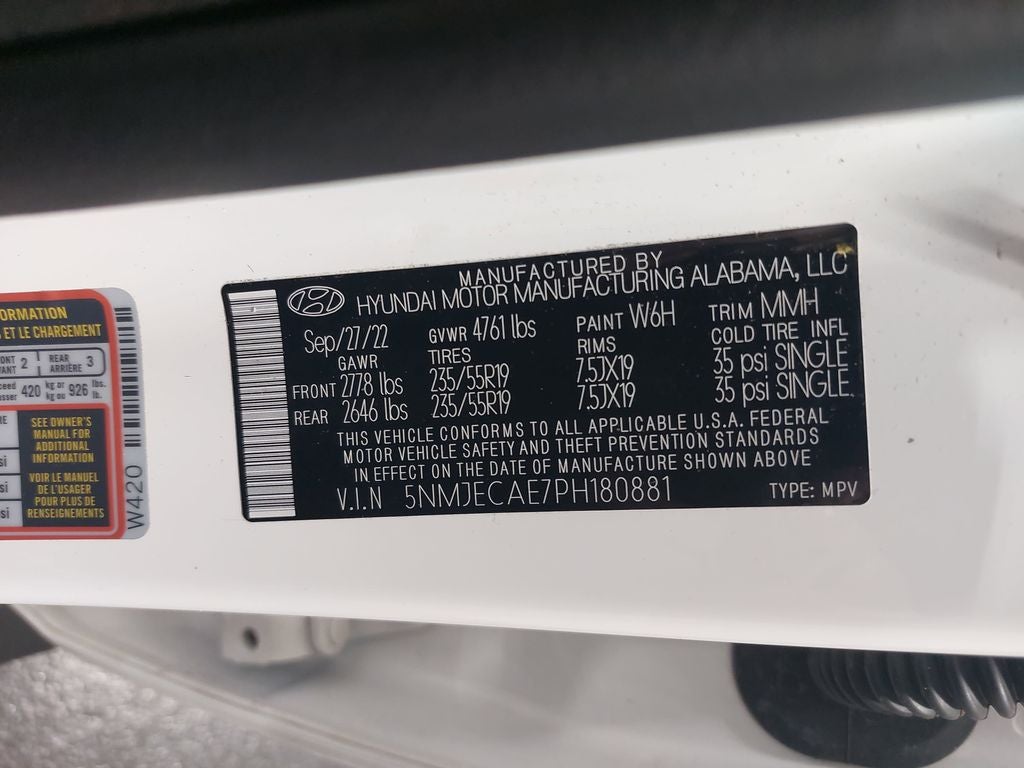 MANUFACTURED BY
HYUNDAI MOTOR MANUFACTURING ALABAMA, LLC
Sep/27/22 GVWR 4761 lbs PAINT W6H TRIM MMH
GAWR TIRES RIMS COLD TIRE INFL
FRONT 2778 lbs 235/55R19 7.5JX19 35 psi SINGLE
REAR 2646 lbs 235/55R19 7.5JX19 35 psi SINGLE
THIS VEHICLE CONFORMS TO ALL APPLICABLE U.S.A. FEDERAL
MOTOR VEHICLE SAFETY AND THEFT PREVENTION STANDARDS
IN EFFECT ON THE DATE OF MANUFACTURE SHOWN ABOVE
V.I.N 5NMJECAE7PH180881 TYPE: MPV
ET LE CHARGEMENT
2 REAR ARRIÈRE 3
420 kg or kg ou 926 lbs. lb.
SEE OWNER'S
MANUAL FOR
ADDITIONAL
INFORMATION
VOIR LE MANUEL
DE L'USAGER
POUR PLUS DE
RENSEIGNEMENTS
W420